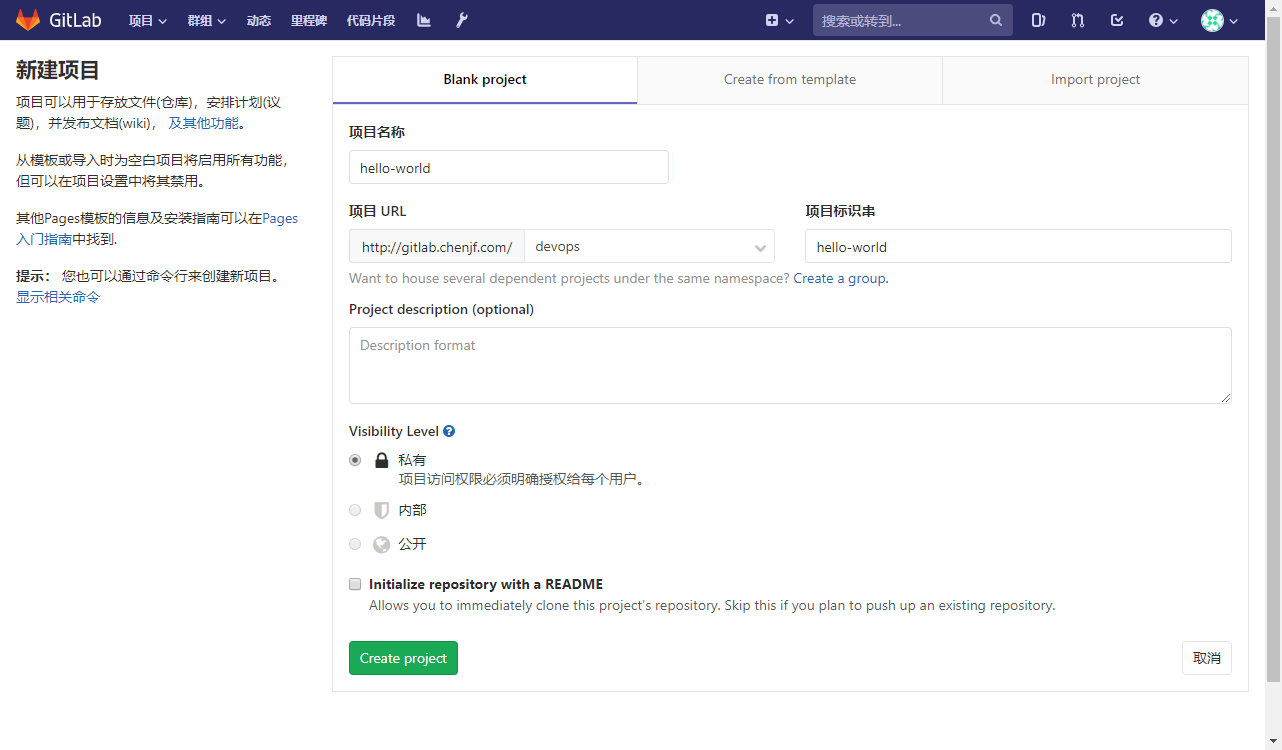 GitLab 项目 群组 动态 里程碑 代码片段 搜索或转到...
新建项目
项目可以用于存放文件(仓库)，安排计划(议
题)，并发布文档(wiki)， 及其他功能。
从模板或导入时为空白项目将启用所有功能，
但可以在项目设置中将其禁用。
其他Pages模板的信息及安装指南可以在Pages
入门指南中找到.
提示： 您也可以通过命令行来创建新项目。
显示相关命令
Blank project Create from template Import project
项目名称
hello-world
项目 URL 项目标识串
http://gitlab.chenjf.com/ devops hello-world
Want to house several dependent projects under the same namespace? Create a group.
Project description (optional)
Description format
Visibility Level
私有
项目访问权限必须明确授权给每个用户。
内部
公开
Initialize repository with a README
Allows you to immediately clone this project's repository. Skip this if you plan to push up an existing repository.
Create project 取消